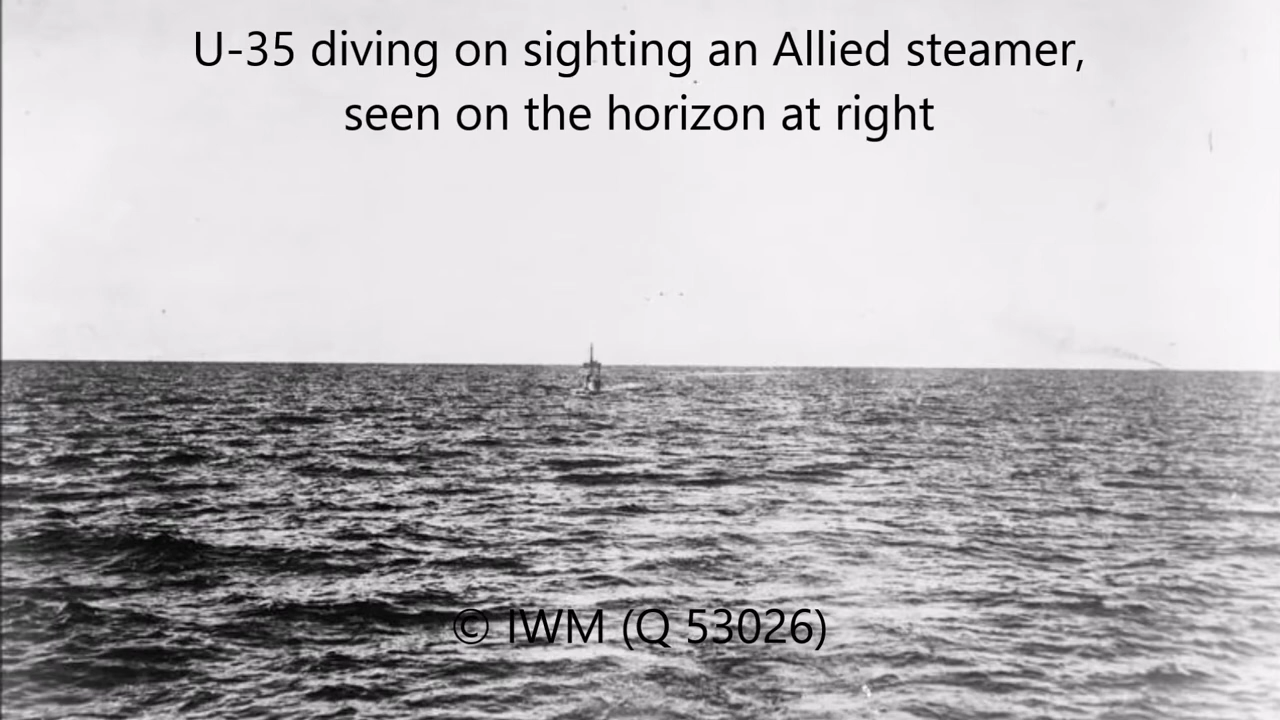 U-35 diving on sighting an Allied steamer,
seen on the horizon at right
© IWM (Q 53026)